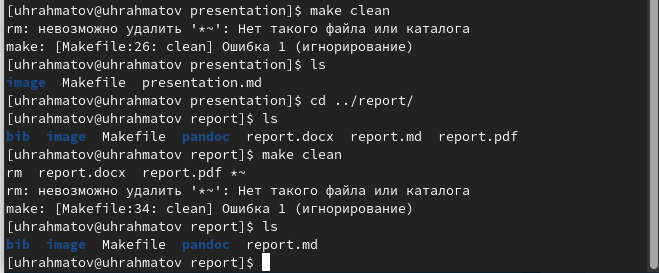 [uhrahmatov@uhrahmatov presentation]$ make clean
rm: невозможно удалить '*~': Нет такого файла или каталога
make: [Makefile:26: clean] Ошибка 1 (игнорирование)
[uhrahmatov@uhrahmatov presentation]$ ls
image  Makefile  presentation.md
[uhrahmatov@uhrahmatov presentation]$ cd ../report/
[uhrahmatov@uhrahmatov report]$ ls
bib  image  Makefile  pandoc  report.docx  report.md  report.pdf
[uhrahmatov@uhrahmatov report]$ make clean
rm  report.docx  report.pdf *~
rm: невозможно удалить '*~': Нет такого файла или каталога
make: [Makefile:34: clean] Ошибка 1 (игнорирование)
[uhrahmatov@uhrahmatov report]$ ls
bib  image  Makefile  pandoc  report.md
[uhrahmatov@uhrahmatov report]$